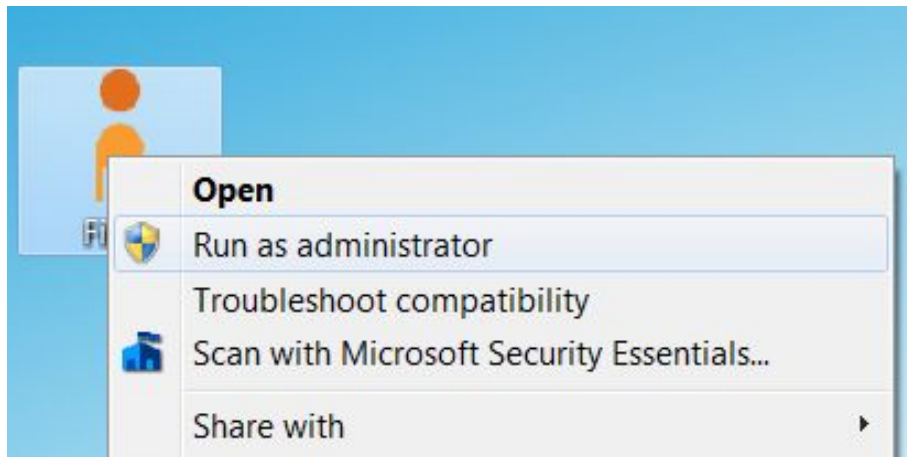 Open
Run as administrator
Troubleshoot compatibility
Scan with Microsoft Security Essentials...
Share with